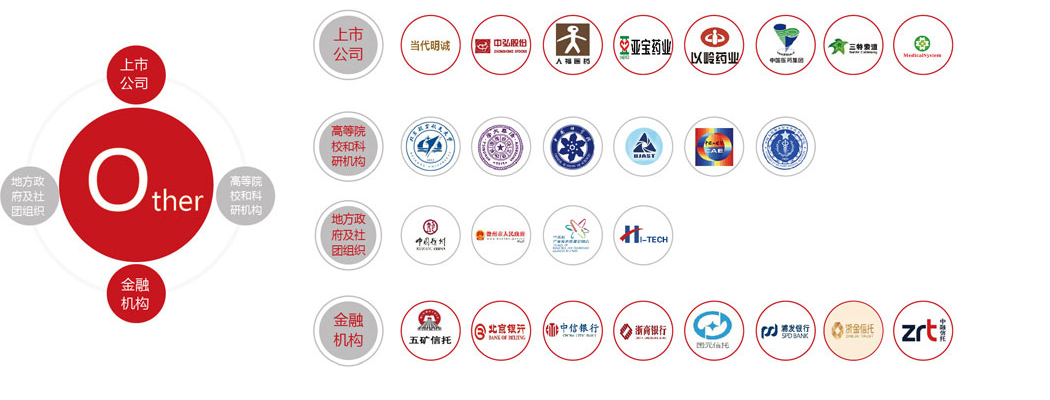 上市
公司
Other
地方政
府及社
团组织
高等院
校和科
研机构
金融
机构
上市
公司
当代明诚
中弘股份
人福医药
亚宝药业
以岭药业
中国医药集团
三特索道
MedicalSystem
高等院
校和科
研机构
BJAST
CAE
地方政
府及社
团组织
中国
德州市人民政府
HI-TECH
金融
机构
五矿信托
北京银行
BANK OF BEIJING
中信银行
CHINA CITIC BANK
浙商银行
国元信托
浦发银行
SPD BANK
浙金信托
zrt
中融信托